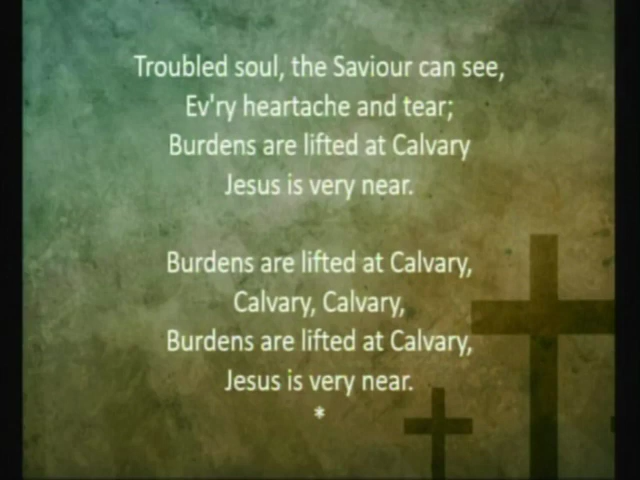 Troubled soul, the Saviour can see,
Ev'ry heartache and tear;
Burdens are lifted at Calvary
Jesus is very near.
Burdens are lifted at Calvary,
Calvary, Calvary,
Burdens are lifted at Calvary,
Jesus is very near.
*